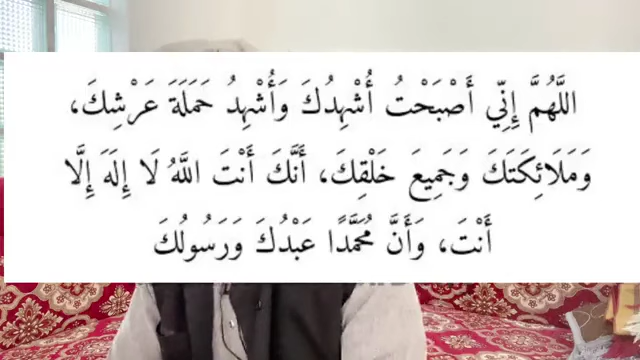 اللَّهُمَّ إِنِّي أَصْبَحْتُ أُشْهِدُكَ وَأُشْهِدُ حَمَلَةَ عَرْشِكَ،
وَمَلَائِكَتَكَ وَجَمِيعَ خَلْقِكَ، أَنَّكَ أَنْتَ اللَّهُ لَا إِلَهَ إِلَّا
أَنْتَ، وَأَنَّ مُحَمَّدًا عَبْدُكَ وَرَسُولُكَ